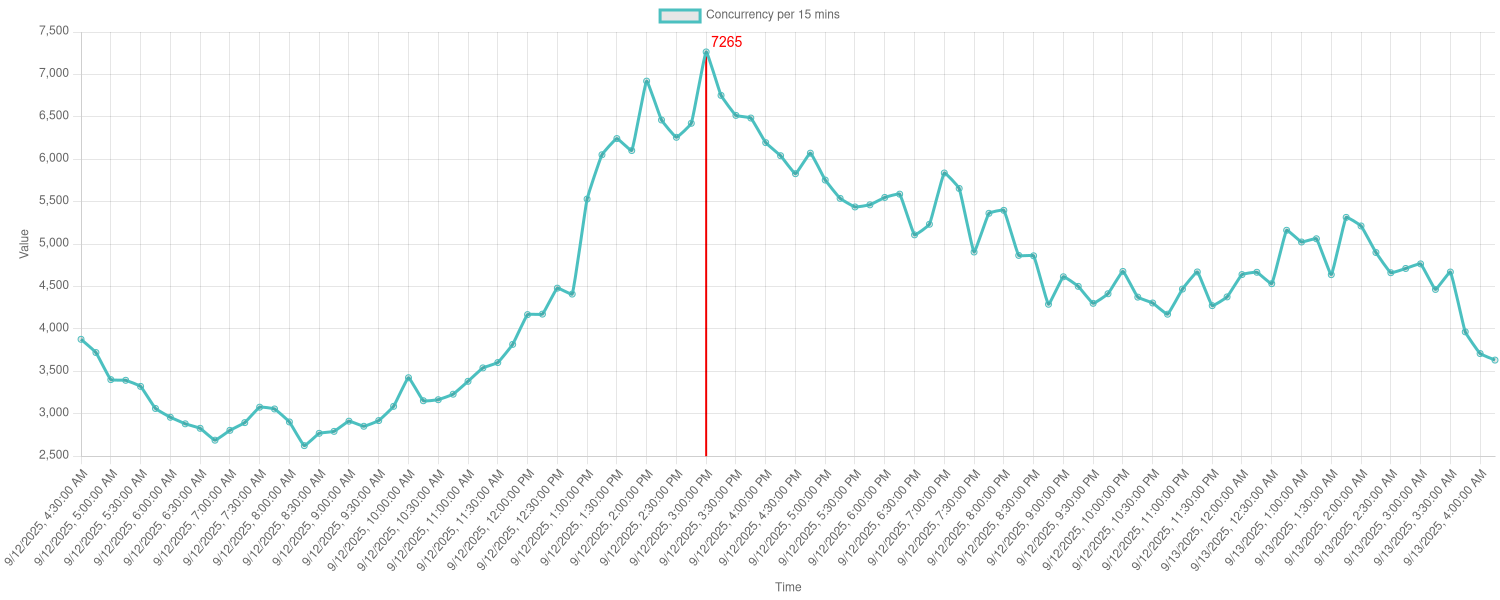 Concurrency per 15 mins
7265
7,500
7,000
6,500
6,000
5,500
5,000
4,500
4,000
3,500
3,000
2,500
Value
9/12/2025, 4:30:00 AM
9/12/2025, 5:00:00 AM
9/12/2025, 5:30:00 AM
9/12/2025, 6:00:00 AM
9/12/2025, 6:30:00 AM
9/12/2025, 7:00:00 AM
9/12/2025, 7:30:00 AM
9/12/2025, 8:00:00 AM
9/12/2025, 8:30:00 AM
9/12/2025, 9:00:00 AM
9/12/2025, 9:30:00 AM
9/12/2025, 10:00:00 AM
9/12/2025, 10:30:00 AM
9/12/2025, 11:00:00 AM
9/12/2025, 11:30:00 AM
9/12/2025, 12:00:00 PM
9/12/2025, 12:30:00 PM
9/12/2025, 1:00:00 PM
9/12/2025, 1:30:00 PM
9/12/2025, 2:00:00 PM
9/12/2025, 2:30:00 PM
9/12/2025, 3:00:00 PM
9/12/2025, 3:30:00 PM
9/12/2025, 4:00:00 PM
9/12/2025, 4:30:00 PM
9/12/2025, 5:00:00 PM
9/12/2025, 5:30:00 PM
9/12/2025, 6:00:00 PM
9/12/2025, 6:30:00 PM
9/12/2025, 7:00:00 PM
9/12/2025, 7:30:00 PM
9/12/2025, 8:00:00 PM
9/12/2025, 8:30:00 PM
9/12/2025, 9:00:00 PM
9/12/2025, 9:30:00 PM
9/12/2025, 10:00:00 PM
9/12/2025, 10:30:00 PM
9/12/2025, 11:00:00 PM
9/12/2025, 11:30:00 PM
9/13/2025, 12:00:00 AM
9/13/2025, 12:30:00 AM
9/13/2025, 1:00:00 AM
9/13/2025, 1:30:00 AM
9/13/2025, 2:00:00 AM
9/13/2025, 2:30:00 AM
9/13/2025, 3:00:00 AM
9/13/2025, 3:30:00 AM
9/13/2025, 4:00:00 AM
Time